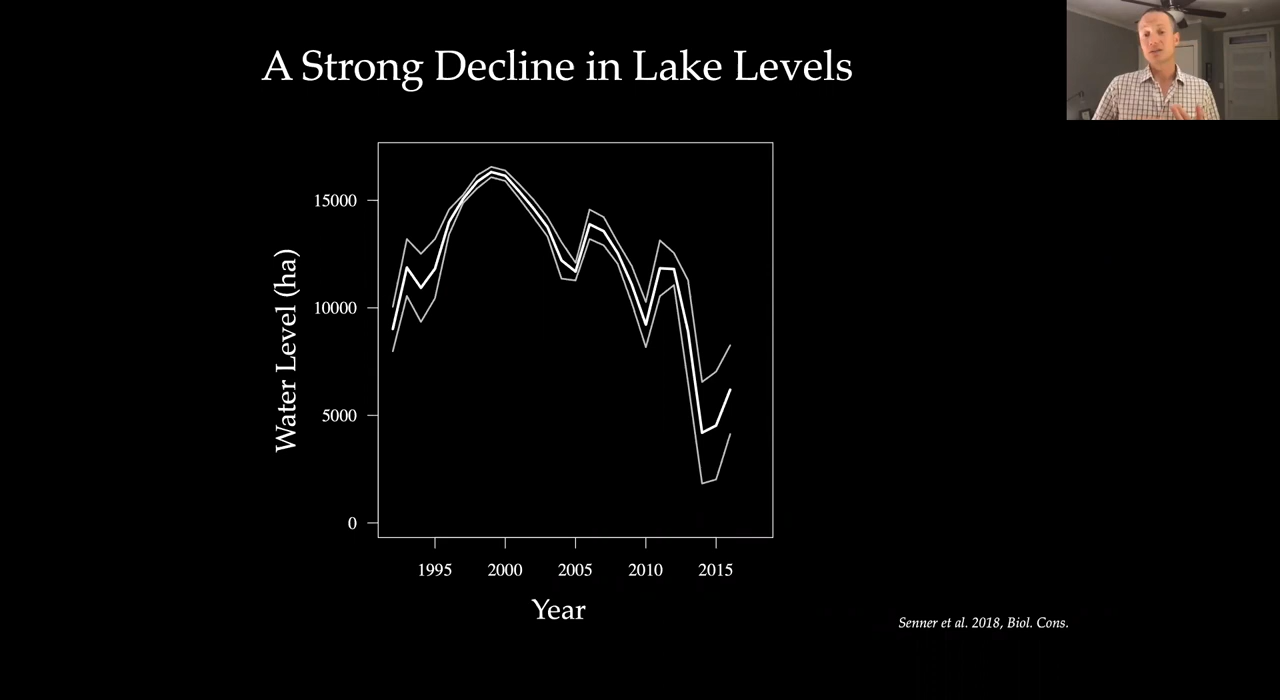 A Strong Decline in Lake Levels
Water Level (ha)
15000
10000
5000
0
1995 2000 2005 2010 2015
Year
Senner et al. 2018, Biol. Cons.